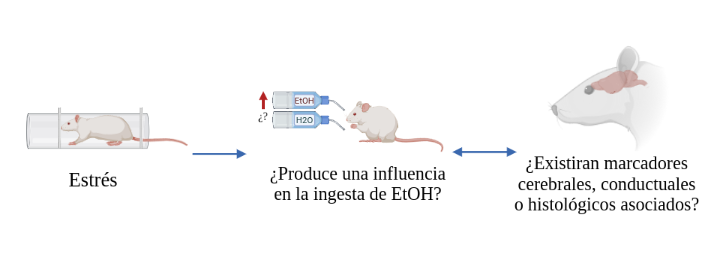 Estrés
EtOH
¿?
H2O
¿Produce una influencia
en la ingesta de EtOH?
¿Existiran marcadores
cerebrales, conductuales
o histológicos asociados?